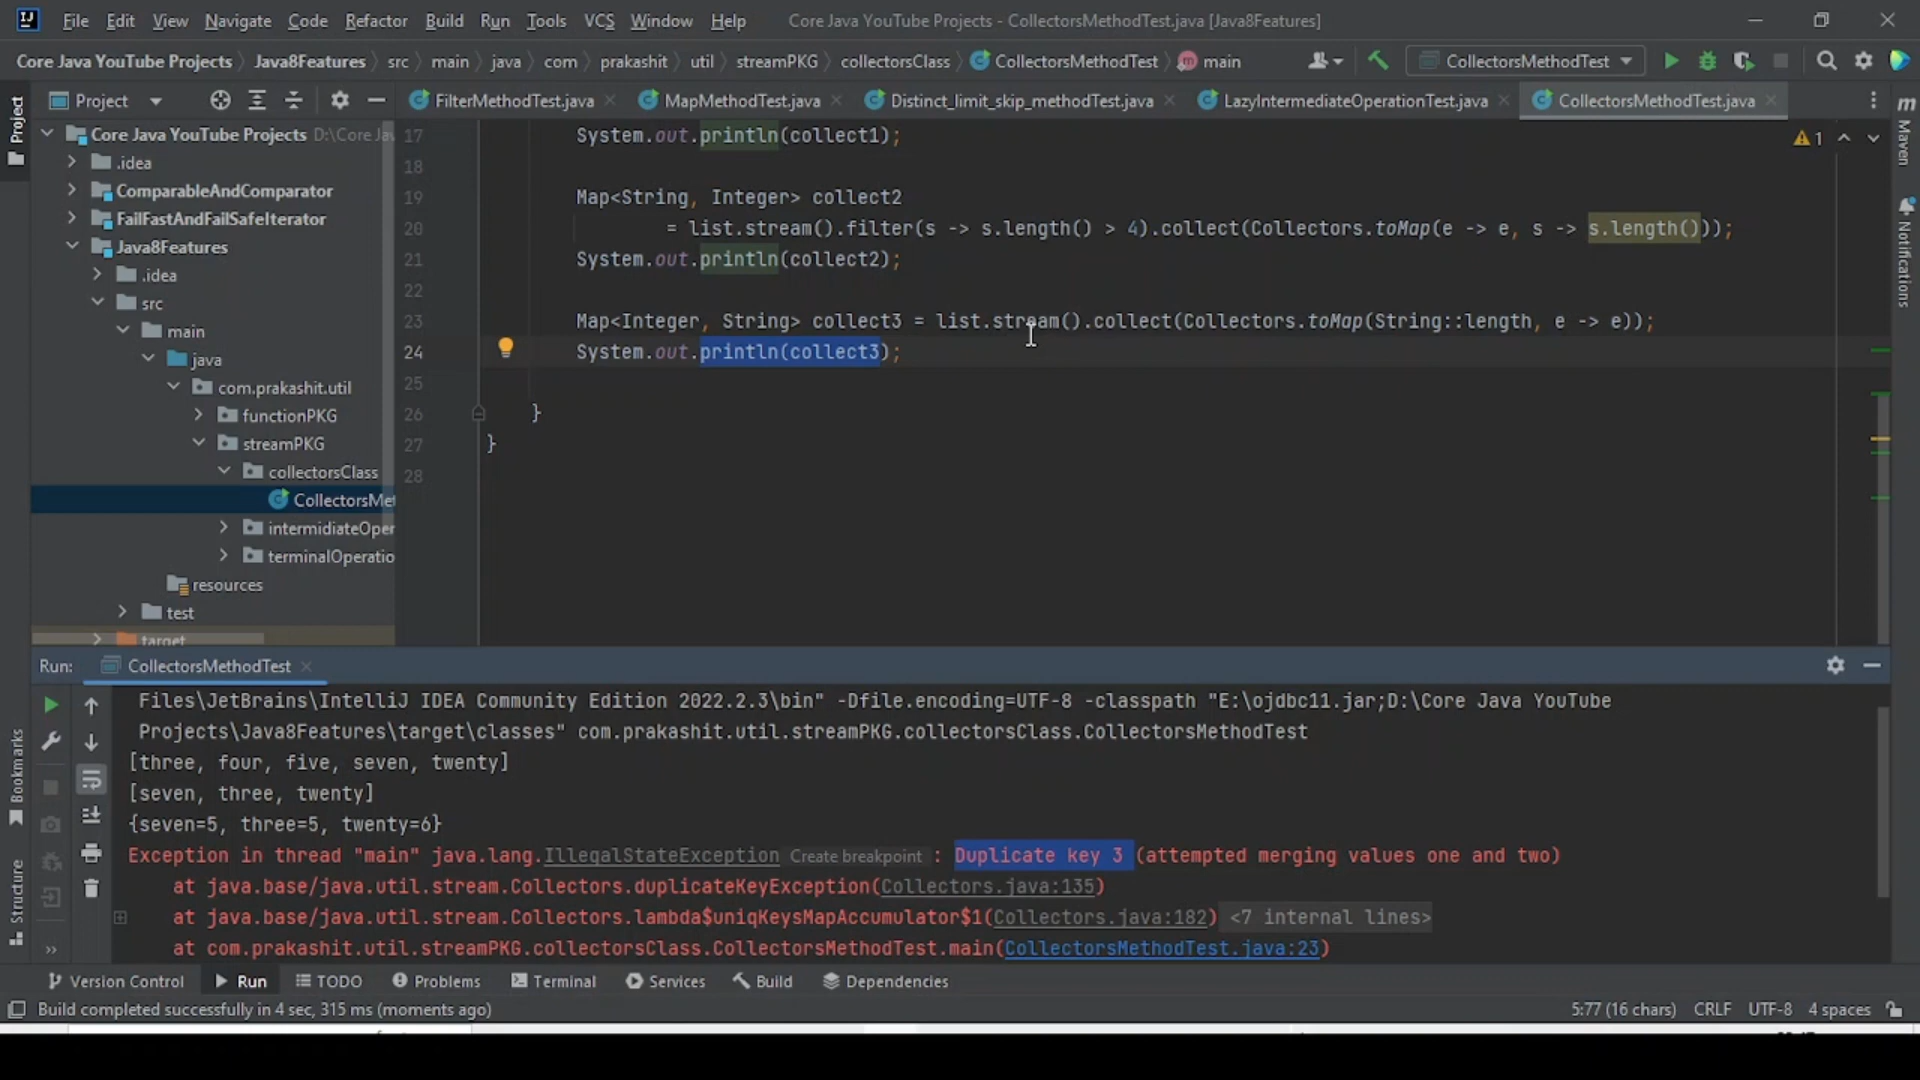 File Edit View Navigate Code Refactor Build Run Tools VCS Window Help Core Java YouTube Projects - CollectorsMethodTest.java [Java8Features]
Core Java YouTube Projects Java8Features src main java com prakashit util streamPKG collectorsClass CollectorsMethodTest main CollectorsMethodTest
Project FilterMethodTest.java MapMethodTest.java Distinct_limit_skip_methodTest.java LazyIntermediateOperationTest.java CollectorsMethodTest.java
Project
Maven
Notifications
Bookmarks
Structure
Core Java YouTube Projects D:\Core Jav
.idea
ComparableAndComparator
FailFastAndFailSafeIterator
Java8Features
.idea
src
main
java
com.prakashit.util
functionPKG
streamPKG
collectorsClass
CollectorsMet
intermidiateOper
terminalOperatio
resources
test
target
1
17 System.out.println(collect1);
18
19 Map<String, Integer> collect2
20 = list.stream().filter(s -> s.length() > 4).collect(Collectors.toMap(e -> e, s -> s.length()));
21 System.out.println(collect2);
22
23 Map<Integer, String> collect3 = list.stream().collect(Collectors.toMap(String::length, e -> e));
24 System.out.println(collect3);
25
26 }
27 }
28
Run: CollectorsMethodTest
Files\JetBrains\IntelliJ IDEA Community Edition 2022.2.3\bin" -Dfile.encoding=UTF-8 -classpath "E:\ojdbc11.jar;D:\Core Java YouTube
Projects\Java8Features\target\classes" com.prakashit.util.streamPKG.collectorsClass.CollectorsMethodTest
[three, four, five, seven, twenty]
[seven, three, twenty]
{seven=5, three=5, twenty=6}
Exception in thread "main" java.lang.IllegalStateException Create breakpoint : Duplicate key 3 (attempted merging values one and two)
at java.base/java.util.stream.Collectors.duplicateKeyException(Collectors.java:135)
at java.base/java.util.stream.Collectors.lambda$uniqKeysMapAccumulator$1(Collectors.java:182) <7 internal lines>
at com.prakashit.util.streamPKG.collectorsClass.CollectorsMethodTest.main(CollectorsMethodTest.java:23)
Version Control Run TODO Problems Terminal Services Build Dependencies
Build completed successfully in 4 sec, 315 ms (moments ago) 5:77 (16 chars) CRLF UTF-8 4 spaces